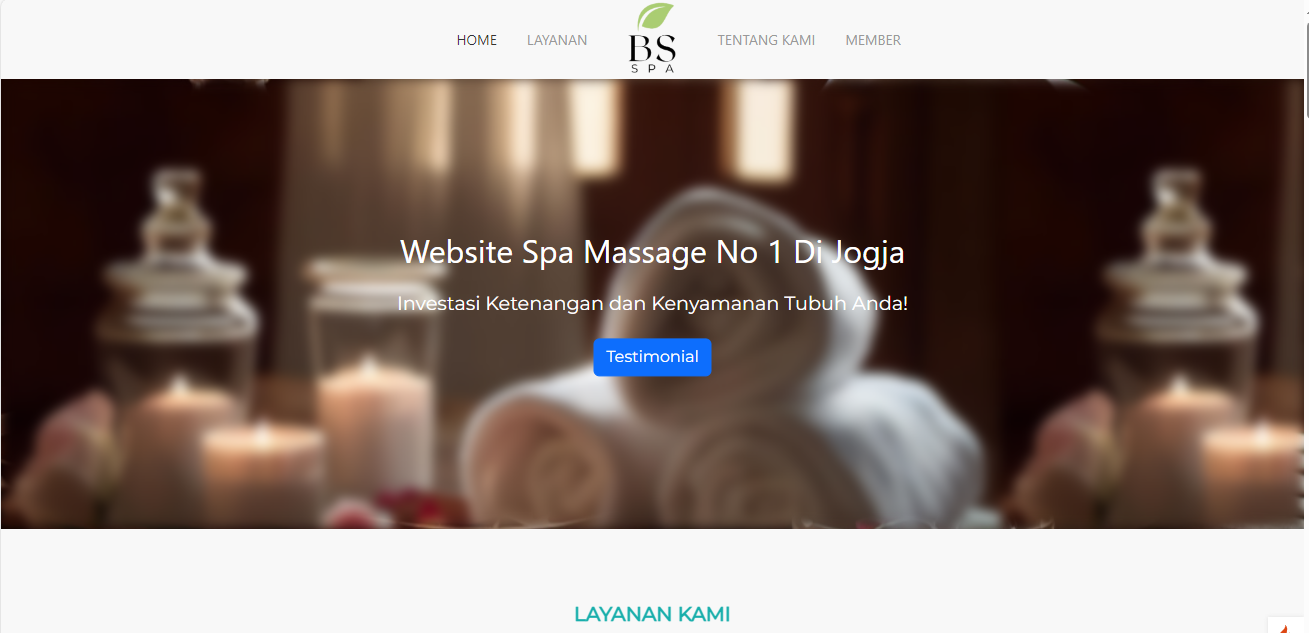 HOME
LAYANAN
BS
SPA
TENTANG KAMI
MEMBER
Website Spa Massage No 1 Di Jogja
Investasi Ketenangan dan Kenyamanan Tubuh Anda!
Testimonial
LAYANAN KAMI